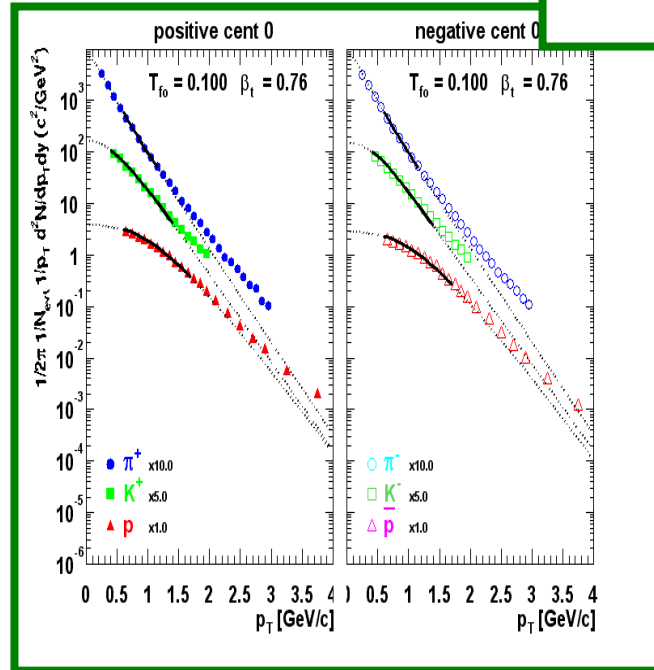 positive cent 0
negative cent 0
T_fo = 0.100 β_t = 0.76
T_fo = 0.100 β_t = 0.76
1/2π 1/N_evt 1/p_T d²N/dp_Tdy (c²/GeV²)
10³
10²
10
1
10⁻¹
10⁻²
10⁻³
10⁻⁴
10⁻⁵
10⁻⁶
π⁺ x10.0
K⁺ x5.0
p x1.0
π⁻ x10.0
K⁻ x5.0
p̅ x1.0
0 0.5 1 1.5 2 2.5 3 3.5 4
0.5 1 1.5 2 2.5 3 3.5 4
p_T [GeV/c]
p_T [GeV/c]